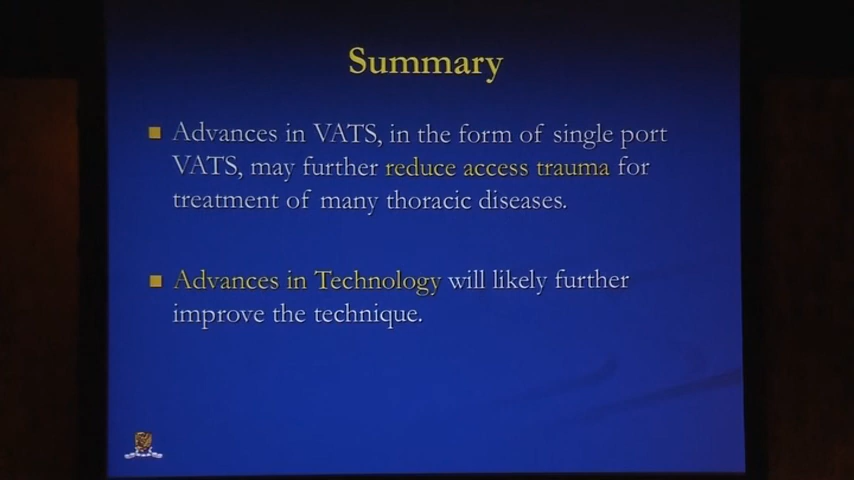 Summary
Advances in VATS, in the form of single port
VATS, may further reduce access trauma for
treatment of many thoracic diseases.
Advances in Technology will likely further
improve the technique.